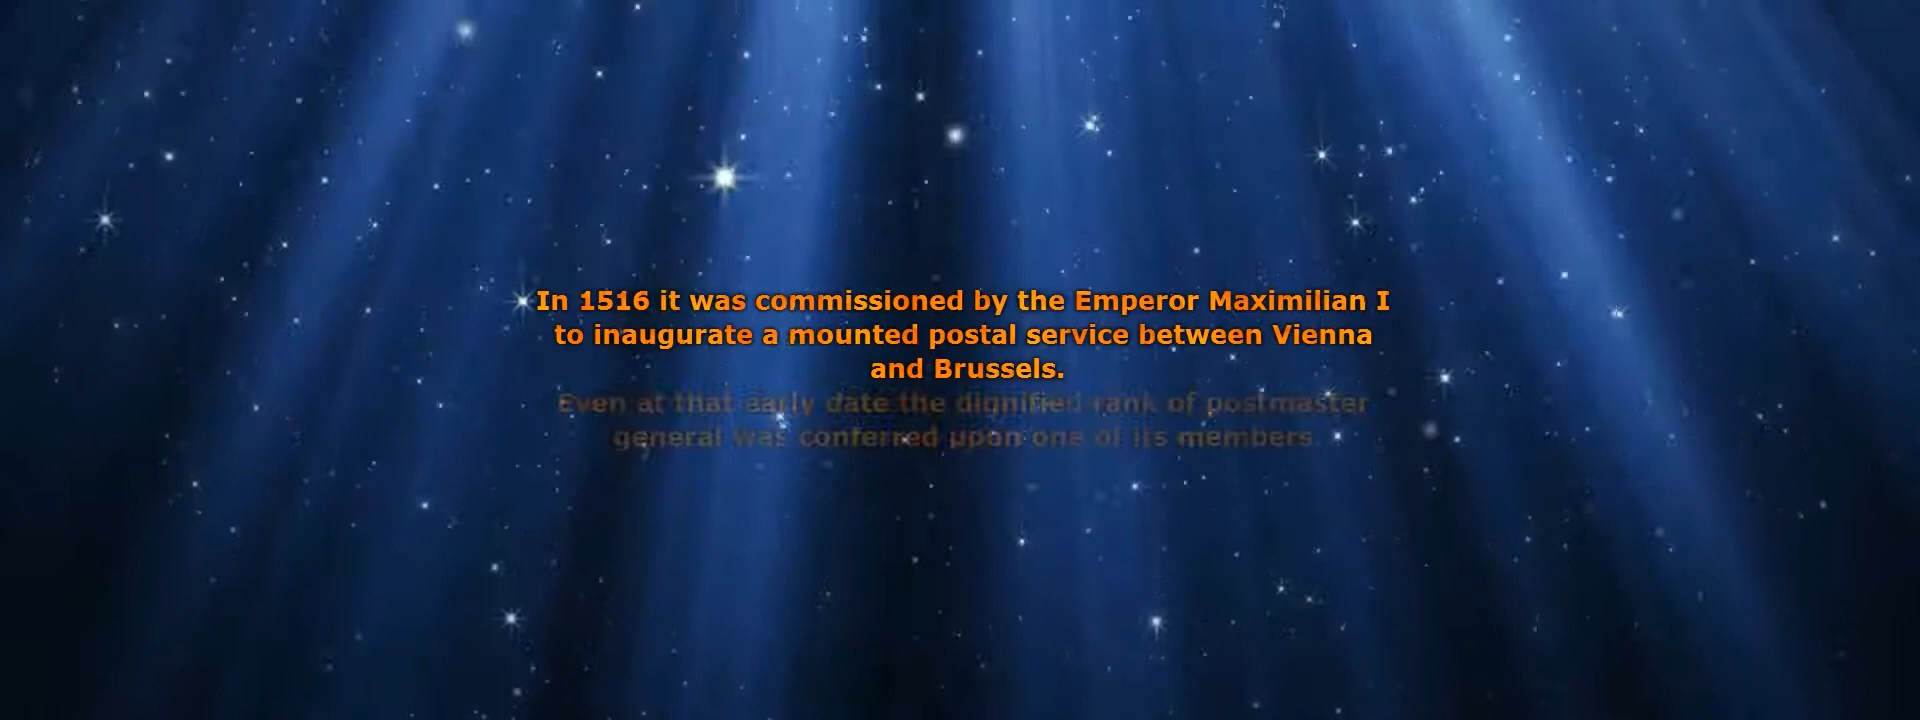 In 1516 it was commissioned by the Emperor Maximilian I
to inaugurate a mounted postal service between Vienna
and Brussels.
Even at that early date the dignified rank of postmaster
general was conferred upon one of its members.